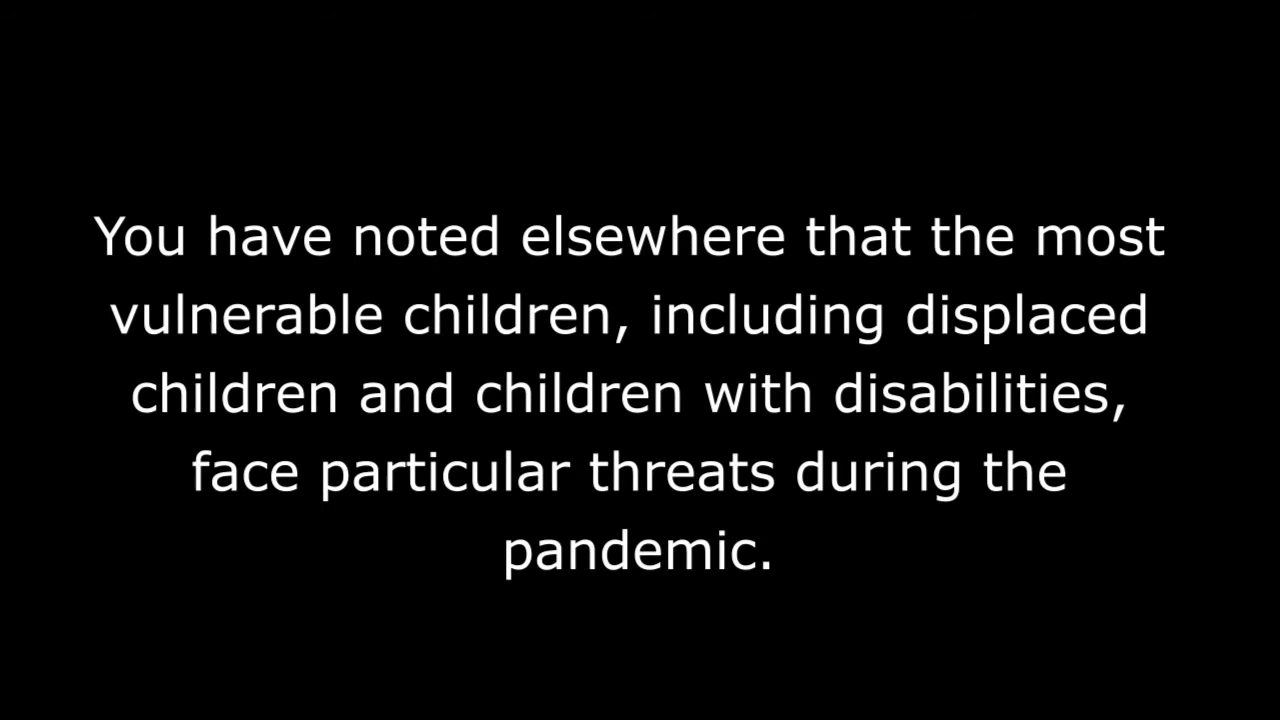 You have noted elsewhere that the most
vulnerable children, including displaced
children and children with disabilities,
face particular threats during the
pandemic.